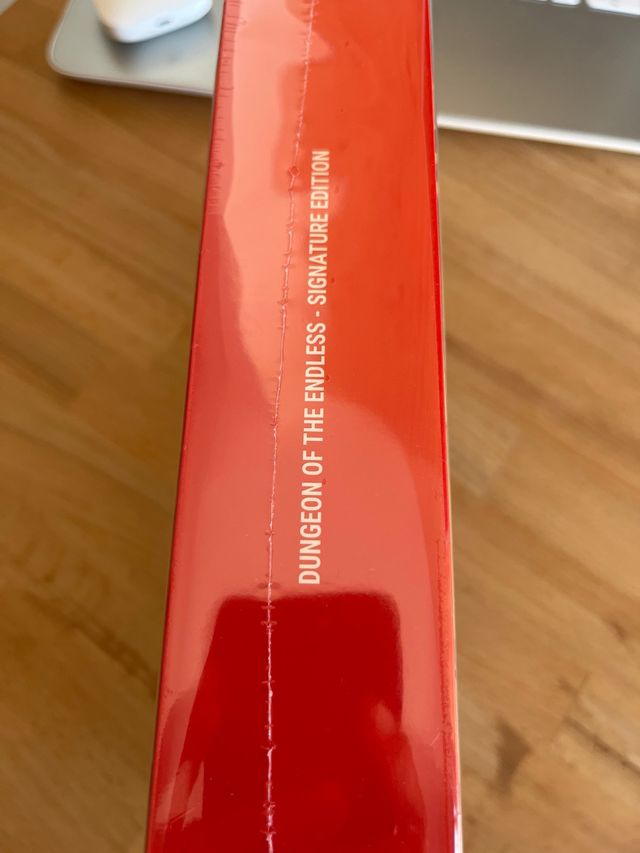 DUNGEON OF THE ENDLESS - SIGNATURE EDITION